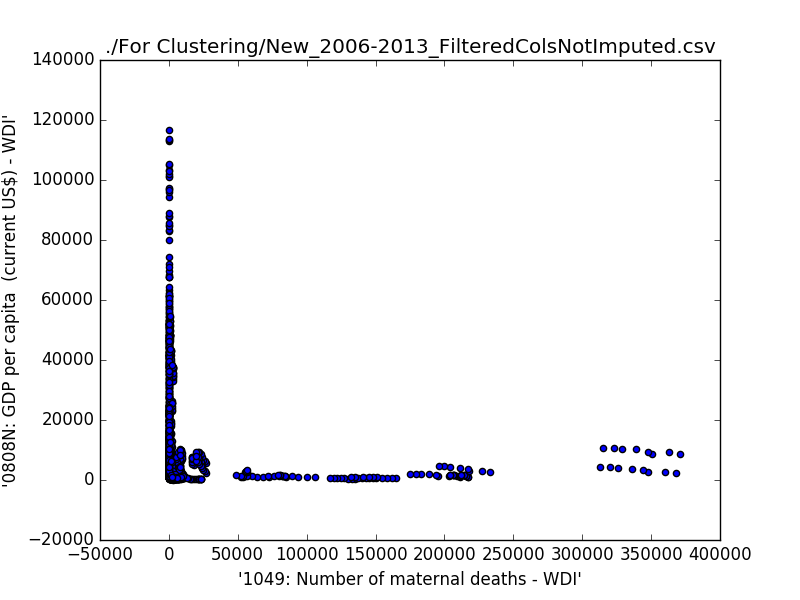 ./For Clustering/New_2006-2013_FilteredColsNotImputed.csv
140000
120000
100000
80000
60000
40000
20000
0
−20000
'0808N: GDP per capita  (current US$) - WDI'
−50000 0 50000 100000 150000 200000 250000 300000 350000 400000
'1049: Number of maternal deaths - WDI'